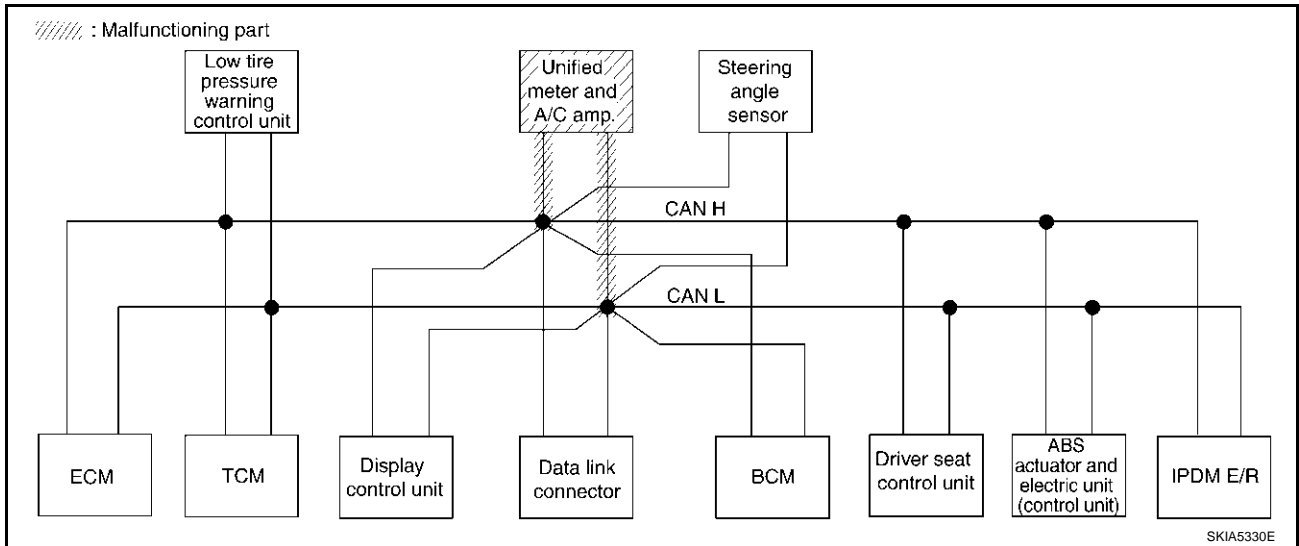 : Malfunctioning part
Low tire
pressure
warning
control unit
Unified
meter and
A/C amp.
Steering
angle
sensor
CAN H
CAN L
ECM
TCM
Display
control unit
Data link
connector
BCM
Driver seat
control unit
ABS
actuator and
electric unit
(control unit)
IPDM E/R
SKIA5330E